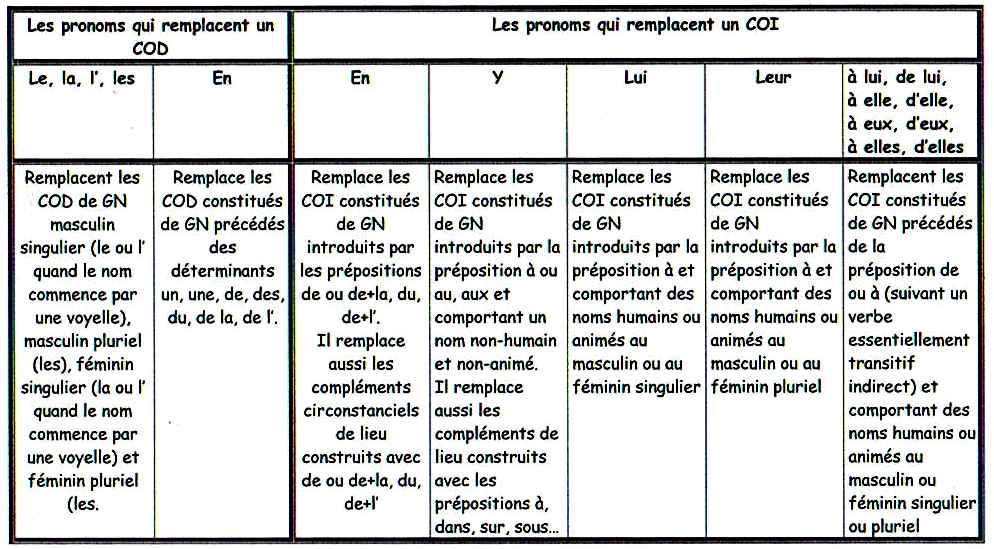 Les pronoms qui remplacent un
COD
Les pronoms qui remplacent un COI
Le, la, l', les
En
En
Y
Lui
Leur
à lui, de lui,
à elle, d'elle,
à eux, d'eux,
à elles, d'elles
Remplacent les
COD de GN
masculin
singulier (le ou l'
quand le nom
commence par
une voyelle),
masculin pluriel
(les), féminin
singulier (la ou l'
quand le nom
commence par
une voyelle) et
féminin pluriel
(les.
Remplace les
COD constitués
de GN précédés
des
déterminants
un, une, de, des,
du, de la, de l'.
Remplace les
COI constitués
de GN
introduits par
les prépositions
de ou de+la, du,
de+l'.
Il remplace
aussi les
compléments
circonstanciels
de lieu
construits avec
de ou de+la, du,
de+l'
Remplace les
COI constitués
de GN
introduits par la
préposition à ou
au, aux et
comportant un
nom non-humain
et non-animé.
Il remplace
aussi les
compléments de
lieu construits
avec les
prépositions à,
dans, sur, sous...
Remplace les
COI constitués
de GN
introduits par la
préposition à et
comportant des
noms humains ou
animés au
masculin ou au
féminin singulier
Remplace les
COI constitués
de GN
introduits par la
préposition à et
comportant des
noms humains ou
animés au
masculin ou au
féminin pluriel
Remplacent les
COI constitués
de GN précédés
de la
préposition de
ou à (suivant un
verbe
essentiellement
transitif
indirect) et
comportant des
noms humains ou
animés au
masculin ou
féminin singulier
ou pluriel